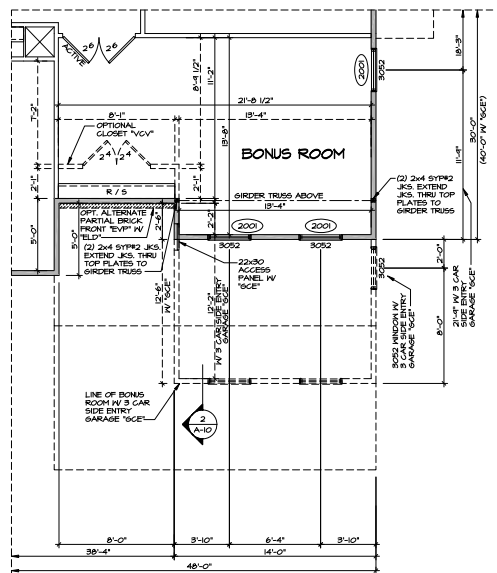 ACTIVE
2⁶
2⁶
8'-9 1/2"
11'-2"
2001
3052
18'-3"
30'-0"
(40'-0" W/ "GCE")
21'-8 1/2"
8'-1"
13'-4"
7'-2"
OPTIONAL
CLOSET "VCV"
2⁴
2⁴
13'-8"
BONUS ROOM
11'-9"
2'-1"
2'-1"
R / S
GIRDER TRUSS ABOVE
13'-4"
(2) 2x4 SYP#2
JKS. EXTEND
JKS. THRU TOP
PLATES TO
GIRDER TRUSS
OPT. ALTERNATE
PARTIAL BRICK
FRONT "EVP" W/
"ELD"
2'-6"
2'-2"
5'-0"
5'-0"
2001
2001
3052
3052
(2) 2x4 SYP#2 JKS.
EXTEND JKS. THRU
TOP PLATES TO
GIRDER TRUSS
22x30
ACCESS
PANEL W/
"GCE"
12'-6"
W/ "GCE"
12'-2"
W/ 3 CAR SIDE ENTRY
GARAGE "GCE"
3052
2'-0"
8'-0"
3052 WINDOW W/
3 CAR SIDE ENTRY
GARAGE "GCE"
21'-9" W/ 3 CAR
SIDE ENTRY
GARAGE "GCE"
LINE OF BONUS
ROOM W/ 3 CAR
SIDE ENTRY
GARAGE "GCE"
2
A-10
8'-0"
3'-10"
6'-4"
3'-10"
38'-4"
14'-0"
48'-0"